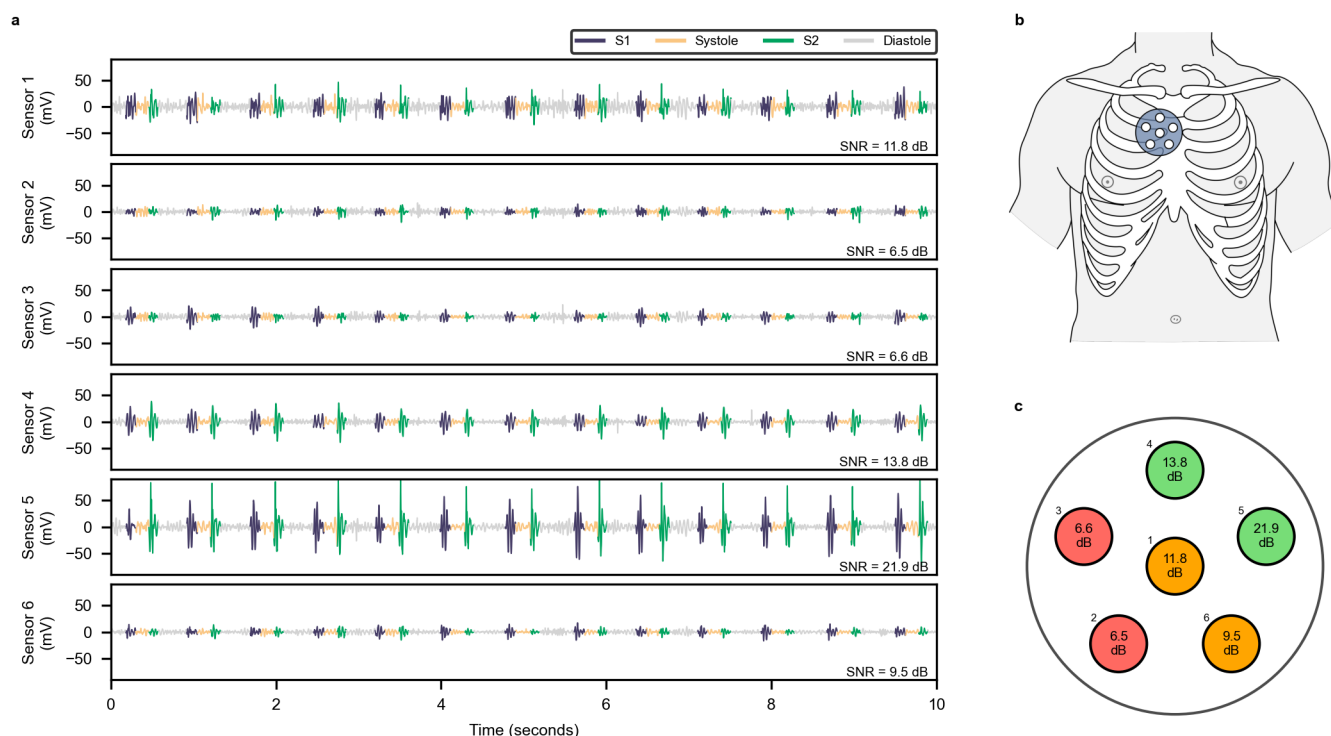 a
S1 Systole S2 Diastole
Sensor 1
(mV)
50
0
−50
SNR = 11.8 dB
Sensor 2
(mV)
50
0
−50
SNR = 6.5 dB
Sensor 3
(mV)
50
0
−50
SNR = 6.6 dB
Sensor 4
(mV)
50
0
−50
SNR = 13.8 dB
Sensor 5
(mV)
50
0
−50
SNR = 21.9 dB
Sensor 6
(mV)
50
0
−50
SNR = 9.5 dB
0 2 4 6 8 10
Time (seconds)
b
c
4
13.8
dB
3
6.6
dB
5
21.9
dB
1
11.8
dB
2
6.5
dB
6
9.5
dB